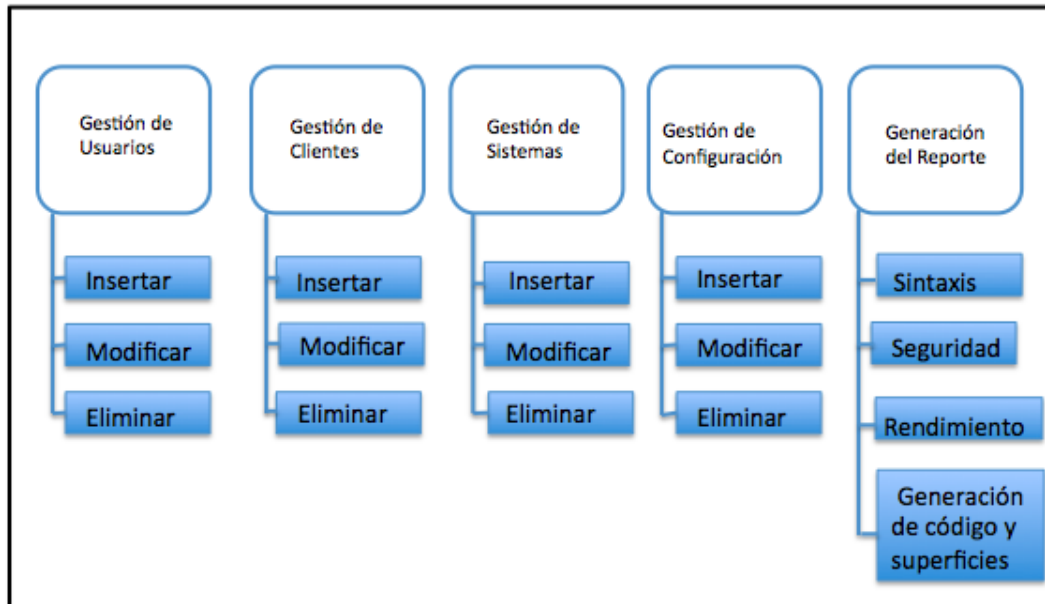 Gestión de
Usuarios
Insertar
Modificar
Eliminar
Gestión de
Clientes
Insertar
Modificar
Eliminar
Gestión de
Sistemas
Insertar
Modificar
Eliminar
Gestión de
Configuración
Insertar
Modificar
Eliminar
Generación
del Reporte
Sintaxis
Seguridad
Rendimiento
Generación
de código y
superficies